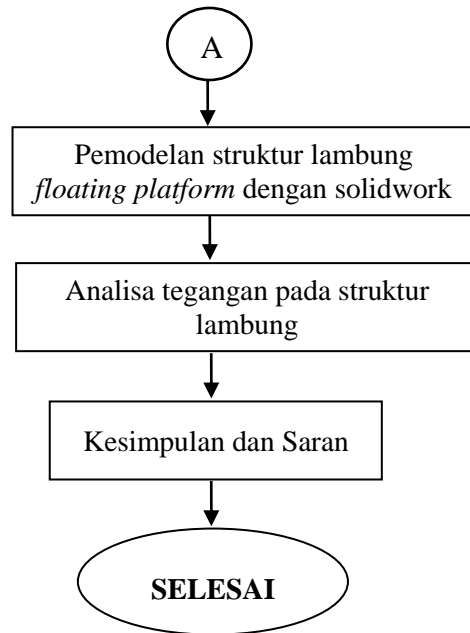 A
Pemodelan struktur lambung
floating platform dengan solidwork
Analisa tegangan pada struktur
lambung
Kesimpulan dan Saran
SELESAI